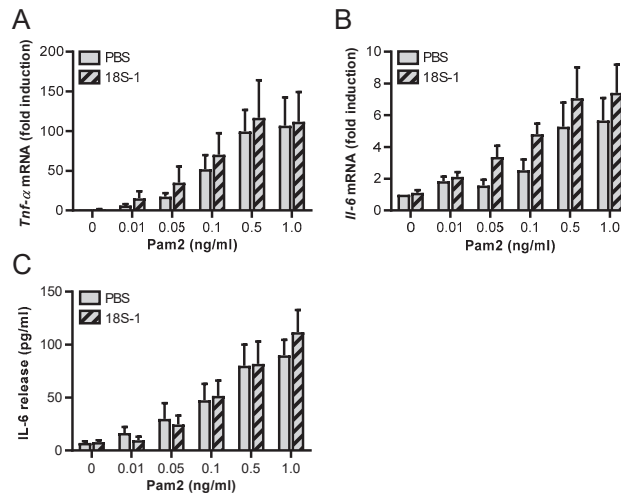 A
Tnf-α mRNA (fold induction)
200
150
100
50
0
PBS
18S-1
0 0.01 0.05 0.1 0.5 1.0
Pam2 (ng/ml)
B
Il-6 mRNA (fold induction)
10
8
6
4
2
0
PBS
18S-1
0 0.01 0.05 0.1 0.5 1.0
Pam2 (ng/ml)
C
IL-6 release (pg/ml)
150
100
50
0
PBS
18S-1
0 0.01 0.05 0.1 0.5 1.0
Pam2 (ng/ml)